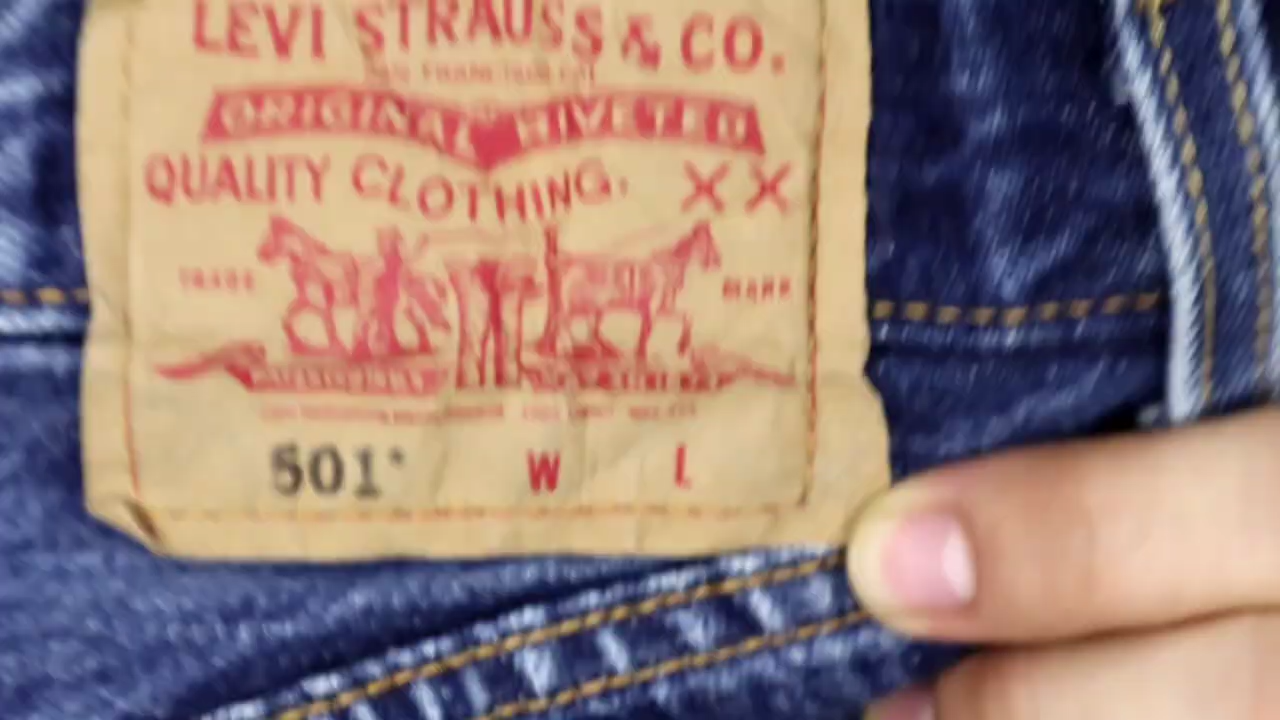 LEVI STRAUSS & CO.
ORIGINAL RIVETED
QUALITY CLOTHING. XX
TRADE MARK
501® W L